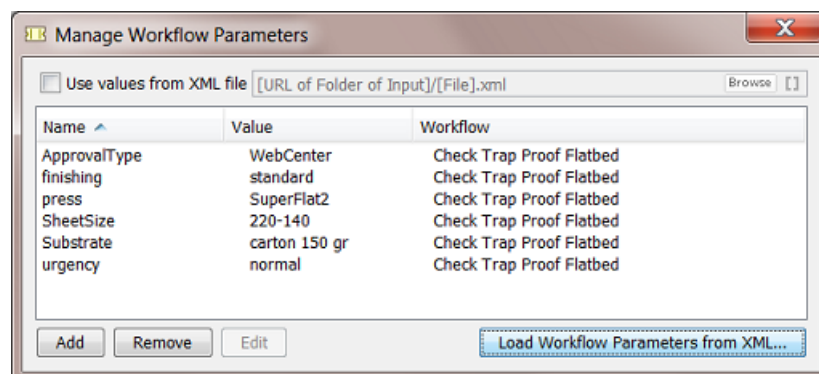 Manage Workflow Parameters
Use values from XML file [URL of Folder of Input]/[File].xml Browse []
Name Value Workflow
ApprovalType WebCenter Check Trap Proof Flatbed
finishing standard Check Trap Proof Flatbed
press SuperFlat2 Check Trap Proof Flatbed
SheetSize 220-140 Check Trap Proof Flatbed
Substrate carton 150 gr Check Trap Proof Flatbed
urgency normal Check Trap Proof Flatbed
Add Remove Edit Load Workflow Parameters from XML...